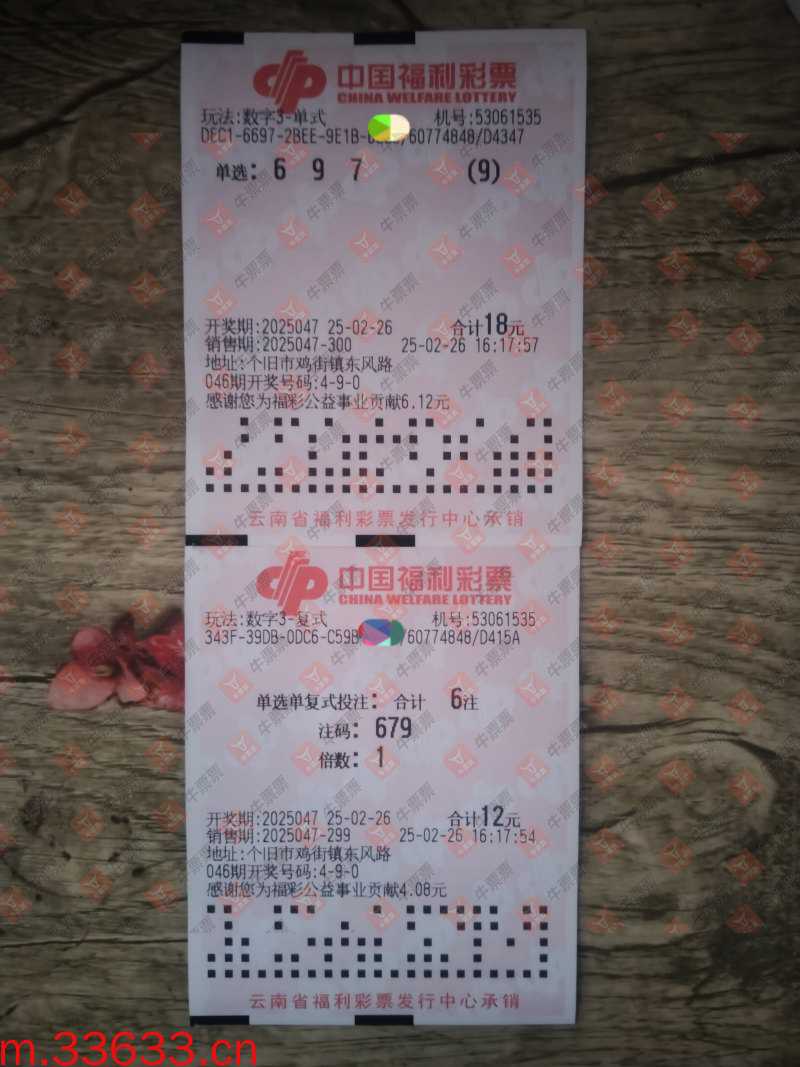 中国福利彩票
CHINA WELFARE LOTTERY
玩法:数字3-单式 机号:53061535
DEC1-6697-2BEE-9E1B- /60774848/D4347
单选: 6 9 7 (9)
开奖期:2025047 25-02-26 合计18元
销售期:2025047-300 25-02-26 16:17:57
地址:个旧市鸡街镇东风路
046期开奖号码:4-9-0
感谢您为福彩公益事业贡献6.12元
云南省福利彩票发行中心承销
中国福利彩票
CHINA WELFARE LOTTERY
玩法:数字3-复式 机号:53061535
343F-39DB-0DC6-C59B /60774848/D415A
单选单复式投注: 合计 6注
注码: 679
倍数: 1
开奖期:2025047 25-02-26 合计12元
销售期:2025047-299 25-02-26 16:17:54
地址:个旧市鸡街镇东风路
046期开奖号码:4-9-0
感谢您为福彩公益事业贡献4.08元
云南省福利彩票发行中心承销
牛票票
m.33633.cn